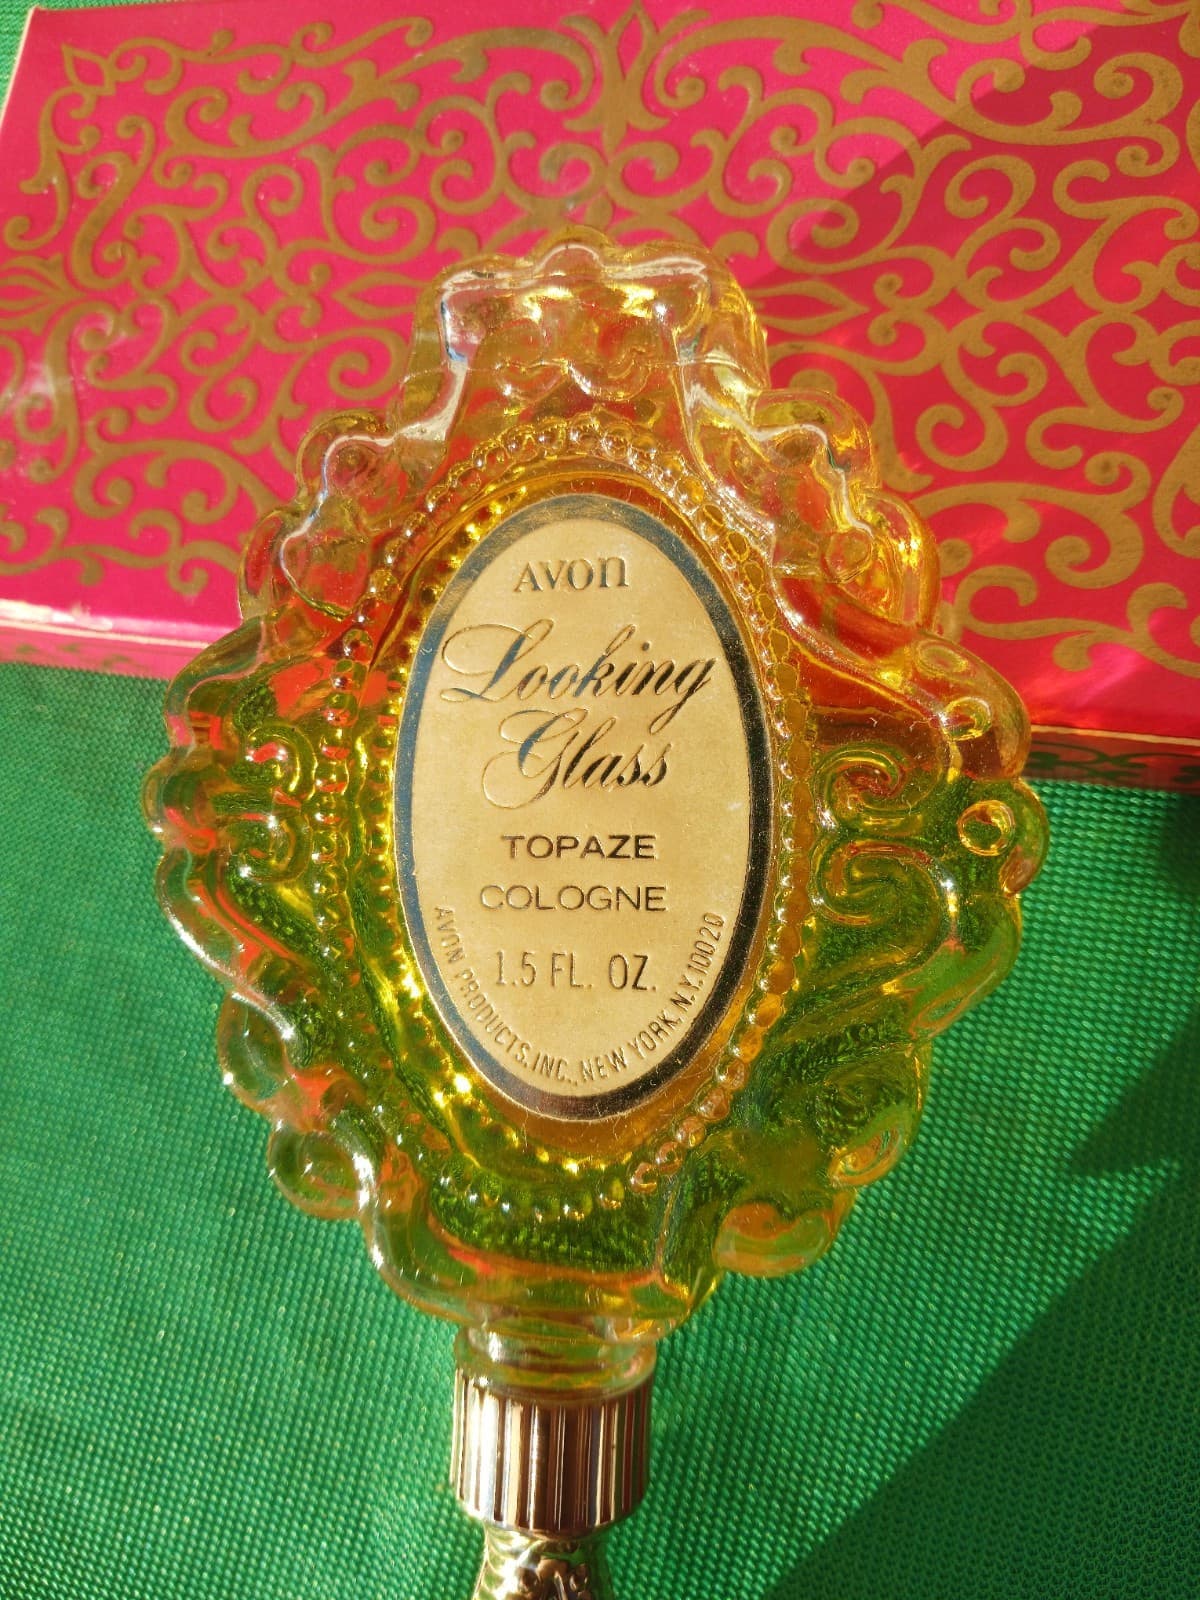 AVON
Looking
Glass
TOPAZE
COLOGNE
1.5 FL. OZ.
AVON PRODUCTS, INC., NEW YORK, N.Y. 10020